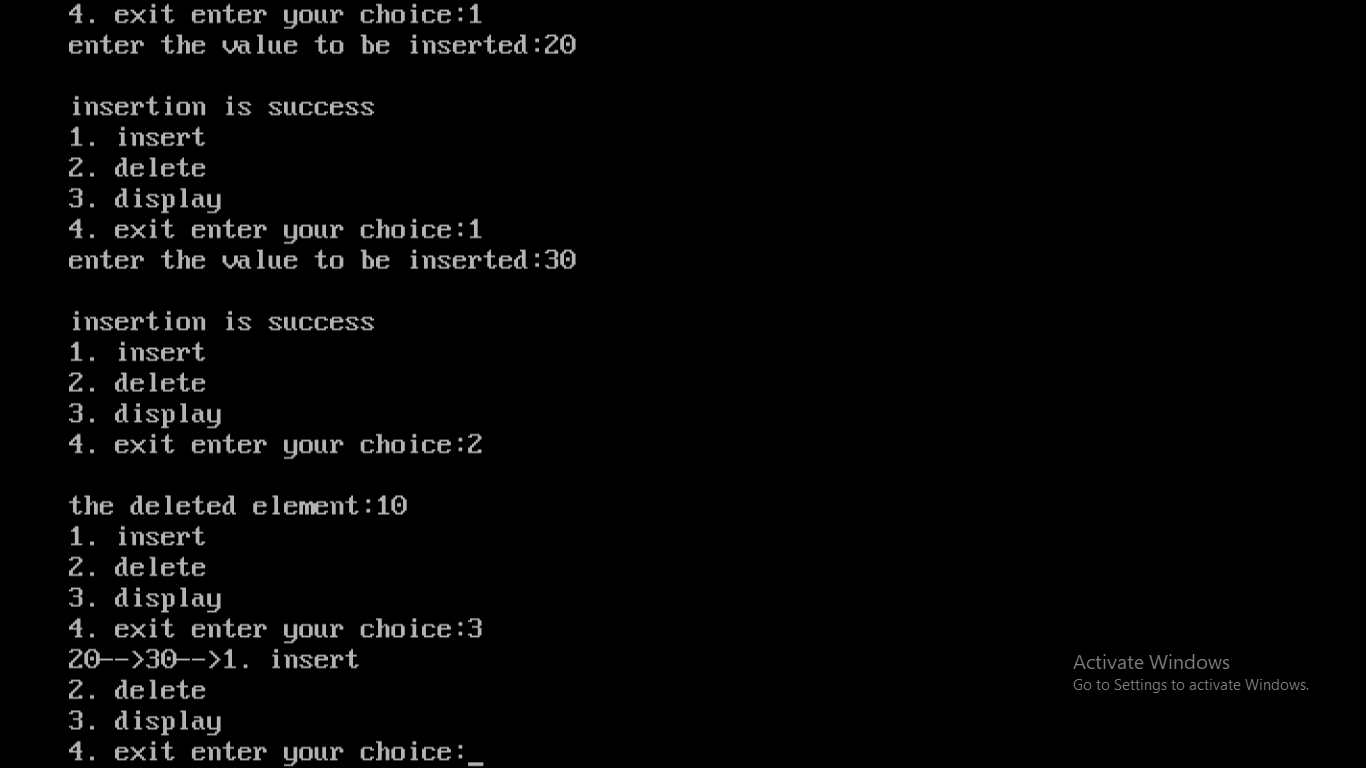 4. exit enter your choice:1
enter the value to be inserted:20
insertion is success
1. insert
2. delete
3. display
4. exit enter your choice:1
enter the value to be inserted:30
insertion is success
1. insert
2. delete
3. display
4. exit enter your choice:2
the deleted element:10
1. insert
2. delete
3. display
4. exit enter your choice:3
20-->30-->1. insert
2. delete
3. display
4. exit enter your choice:_
Activate Windows
Go to Settings to activate Windows.